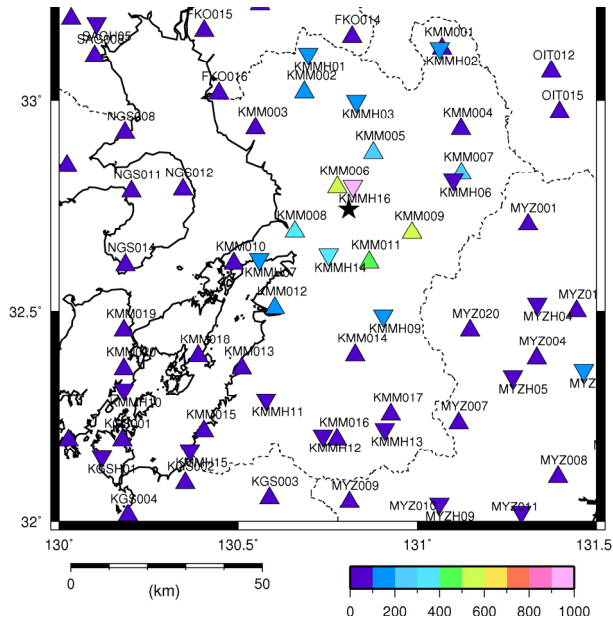 FKO015
FKO014
SAGH05
SAG006
KMM001
KMMH02
OIT012
KMMH01
KMM002
FKO016
OIT015
33°
KMMH03
KMM003
KMM004
NGS008
KMM005
KMM007
NGS011
NGS012
KMM006
KMMH06
KMMH16
KMM008
KMM009
MYZ001
NGS014
KMM010
KMM011
KMMH14
KMMH07
KMM012
MYZ01
32.5°
KMM019
KMMH09
MYZ020
MYZH04
KMM018
KMM014
MYZ004
KMM013
MYZ
MYZH05
KMMH10
KMMH11
KMM017
KMM015
KMM016
MYZ007
KMMH12
KMMH13
KMMH15
KGSH01
KGS002
MYZ008
KGS003
MYZ009
KGS004
MYZ010
MYZH09
MYZ011
32°
130°
130.5°
131°
131.5
0
50
(km)
0
200
400
600
800
1000